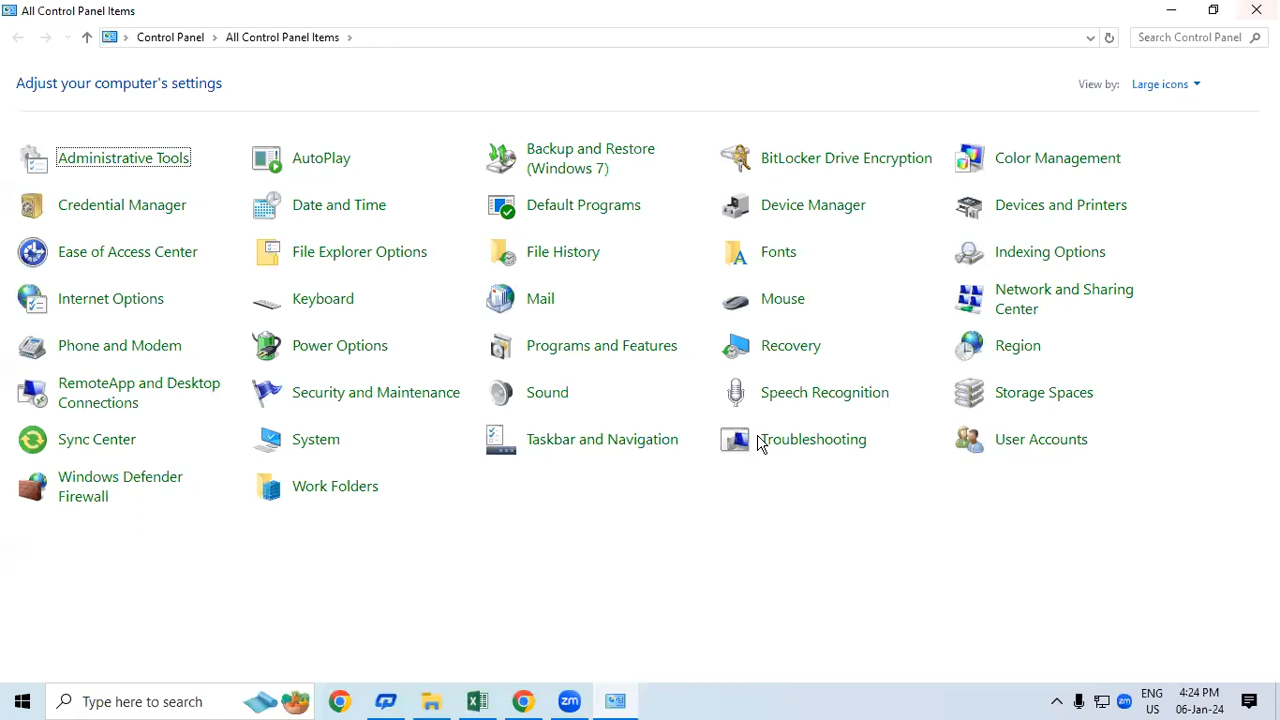 All Control Panel Items
Control Panel
All Control Panel Items
Search Control Panel
Adjust your computer's settings
View by:
Large icons
Administrative Tools
AutoPlay
Backup and Restore
(Windows 7)
BitLocker Drive Encryption
Color Management
Credential Manager
Date and Time
Default Programs
Device Manager
Devices and Printers
Ease of Access Center
File Explorer Options
File History
Fonts
Indexing Options
Internet Options
Keyboard
Mail
Mouse
Network and Sharing
Center
Phone and Modem
Power Options
Programs and Features
Recovery
Region
RemoteApp and Desktop
Connections
Security and Maintenance
Sound
Speech Recognition
Storage Spaces
Sync Center
System
Taskbar and Navigation
Troubleshooting
User Accounts
Windows Defender
Firewall
Work Folders
Type here to search
zm
zm
ENG
US
4:24 PM
06-Jan-24